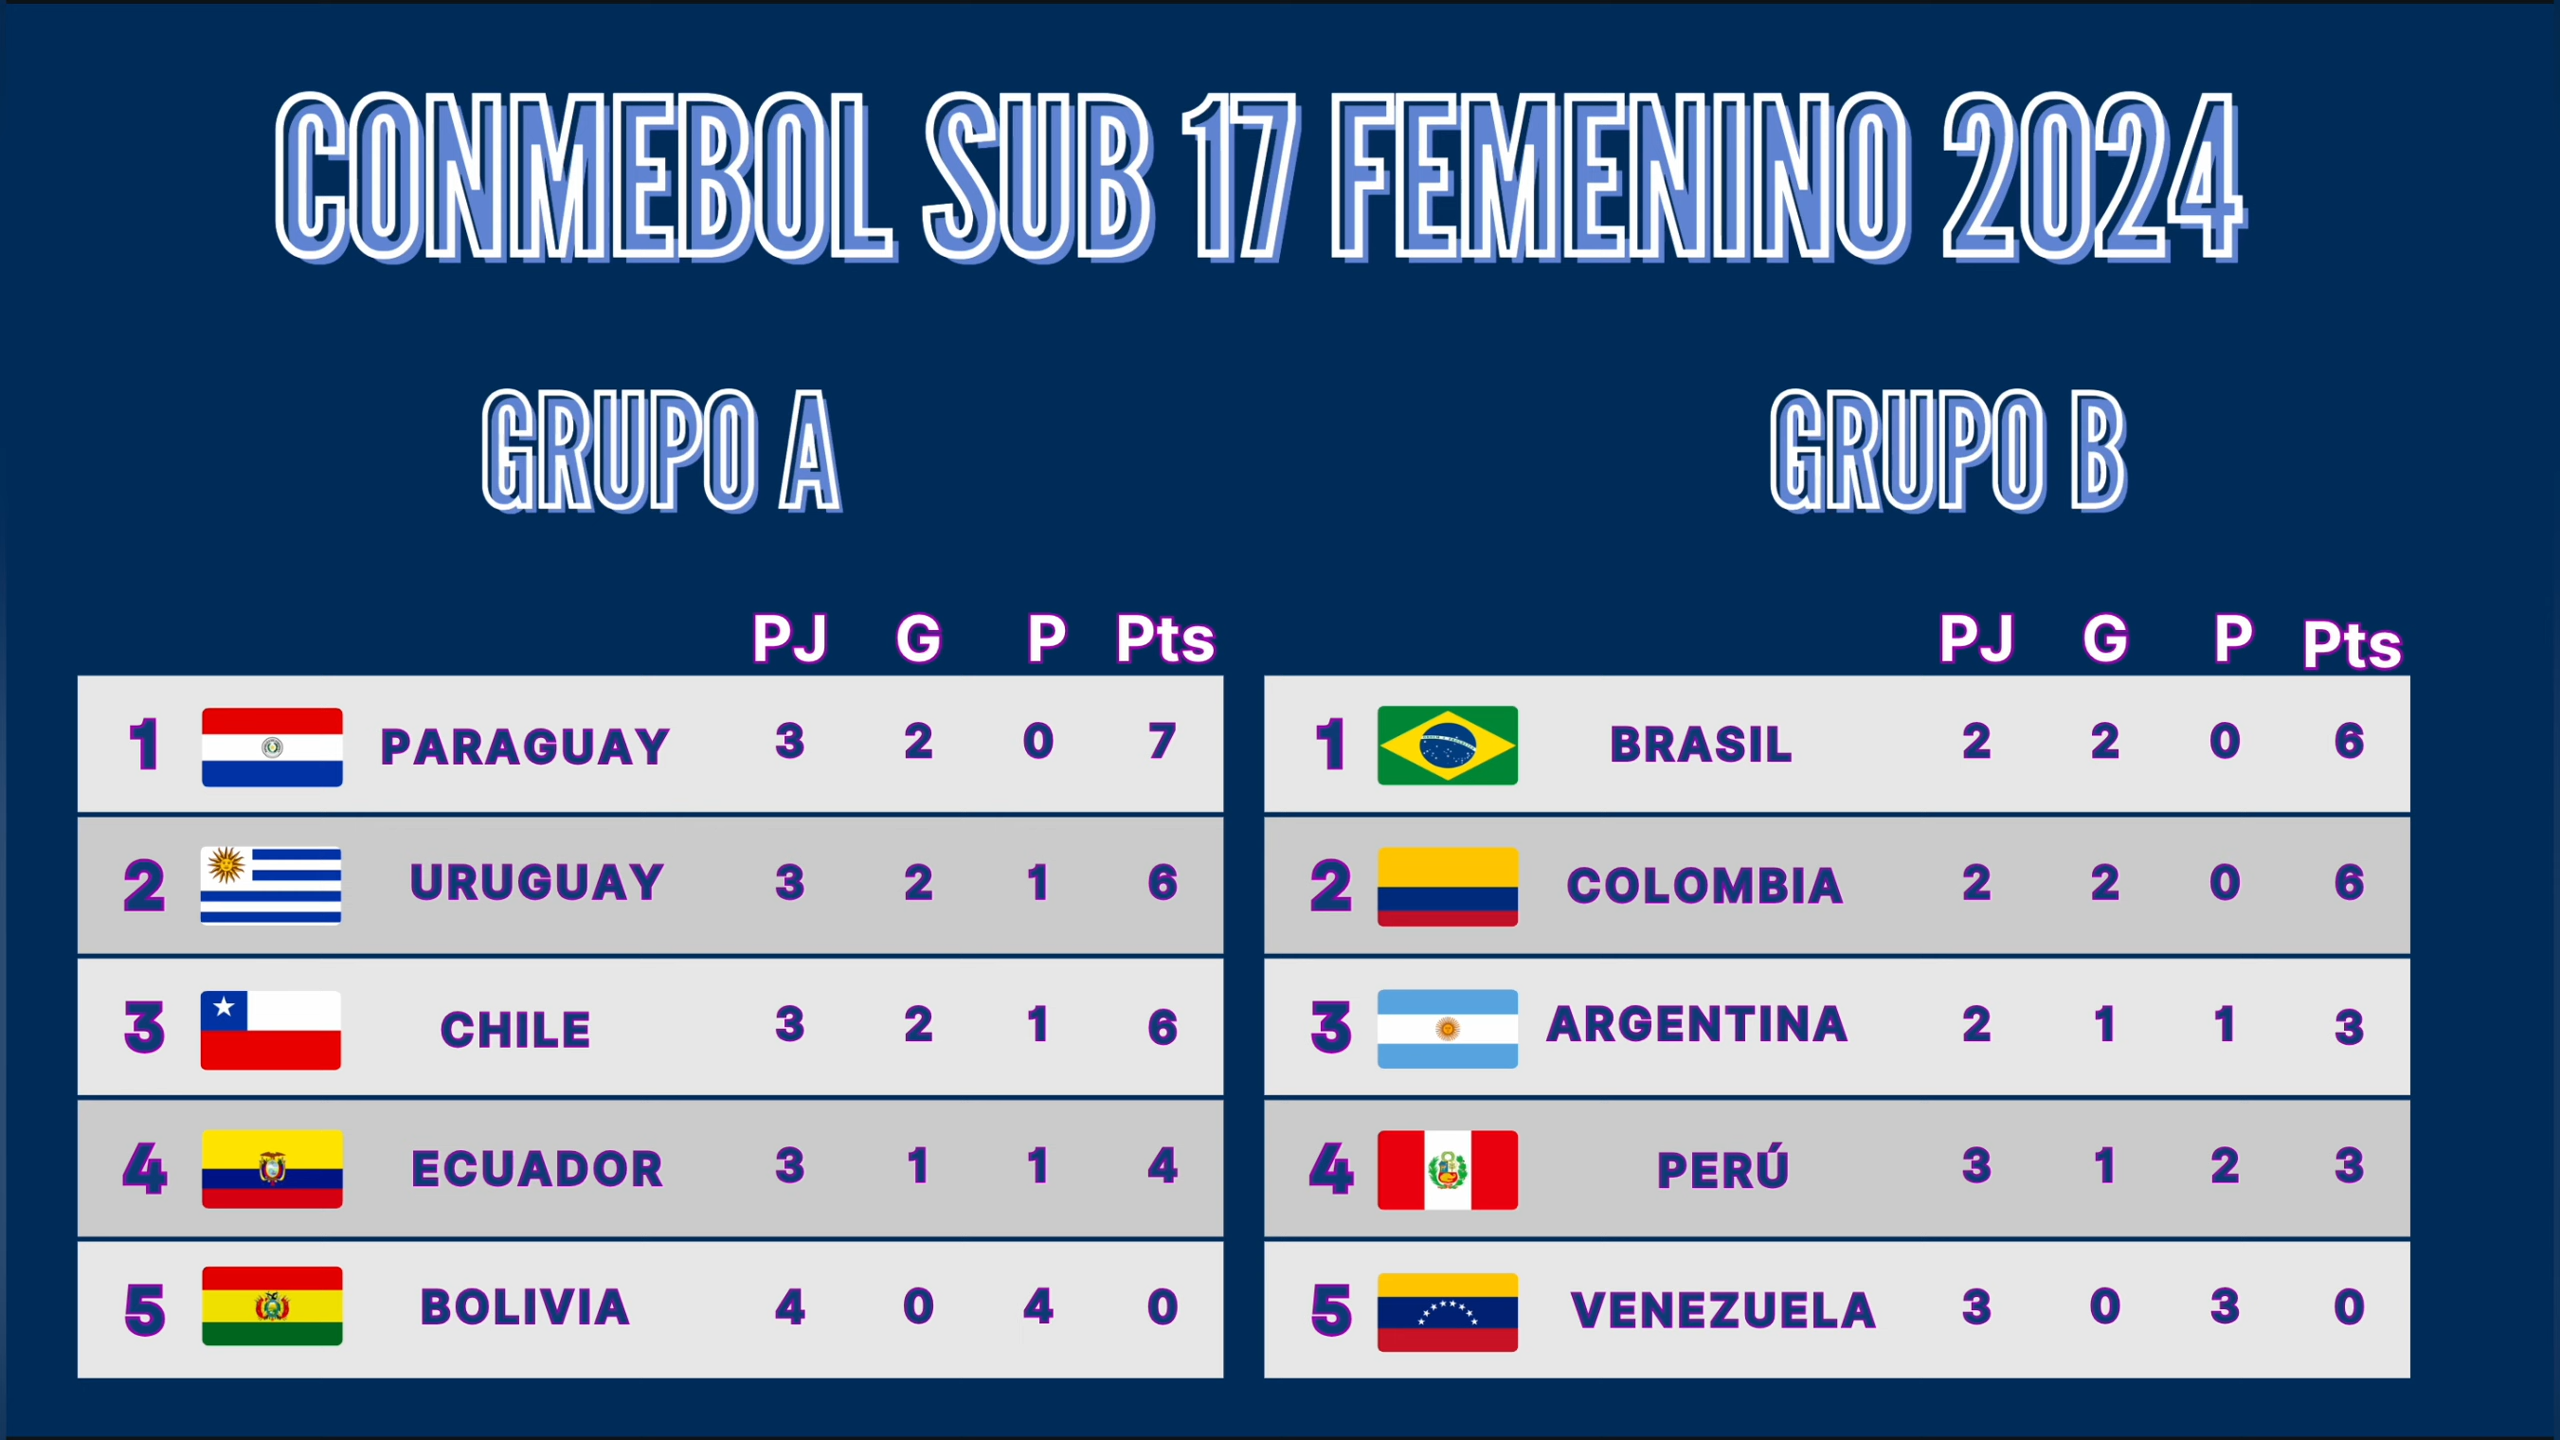 CONMEBOL SUB 17 FEMENINO 2024
GRUPO A
PJ G P Pts
1 PARAGUAY 3 2 0 7
2 URUGUAY 3 2 1 6
3 CHILE 3 2 1 6
4 ECUADOR 3 1 1 4
5 BOLIVIA 4 0 4 0
GRUPO B
PJ G P Pts
1 BRASIL 2 2 0 6
2 COLOMBIA 2 2 0 6
3 ARGENTINA 2 1 1 3
4 PERÚ 3 1 2 3
5 VENEZUELA 3 0 3 0